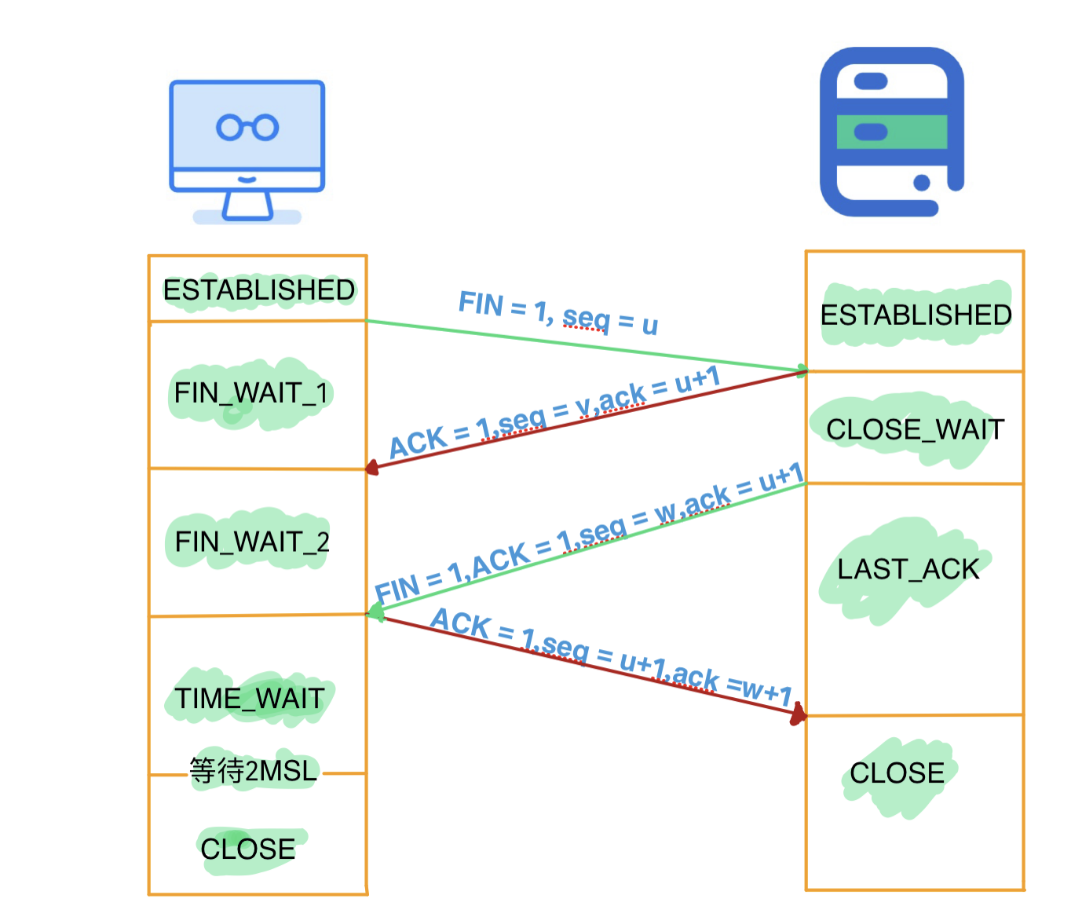 ESTABLISHED
FIN = 1, seq = u
ESTABLISHED
FIN_WAIT_1
ACK = 1,seq = v,ack = u+1
CLOSE_WAIT
FIN_WAIT_2
FIN = 1,ACK = 1,seq = w,ack = u+1
LAST_ACK
ACK = 1,seq = u+1,ack =w+1
TIME_WAIT
等待2MSL
CLOSE
CLOSE